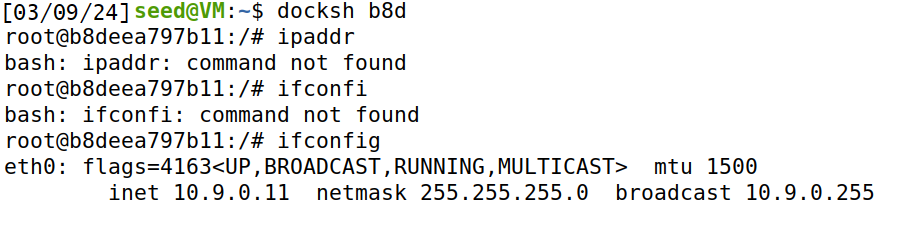 [03/09/24]seed@VM:~$ docksh b8d
root@b8deea797b11:/# ipaddr
bash: ipaddr: command not found
root@b8deea797b11:/# ifconfi
bash: ifconfi: command not found
root@b8deea797b11:/# ifconfig
eth0: flags=4163<UP,BROADCAST,RUNNING,MULTICAST>  mtu 1500
        inet 10.9.0.11  netmask 255.255.255.0  broadcast 10.9.0.255